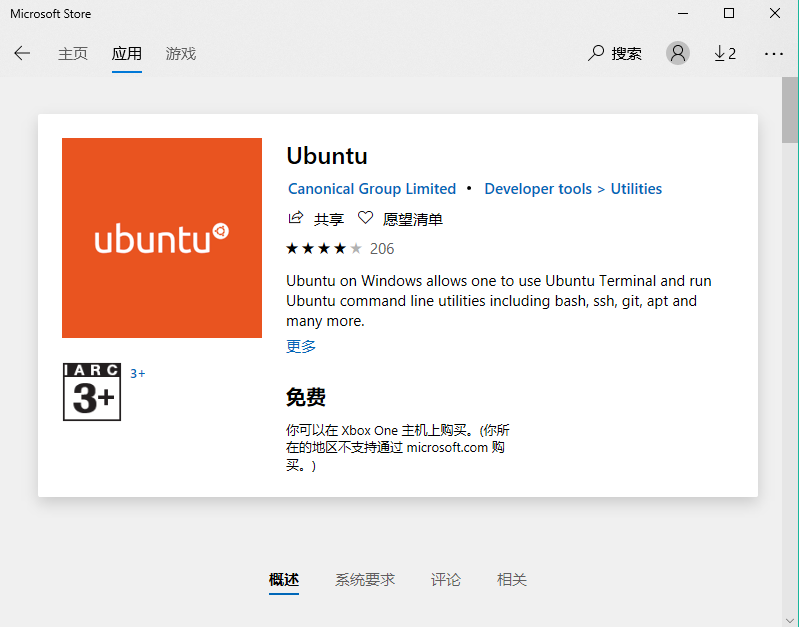 Microsoft Store
主页 应用 游戏 搜索 2
ubuntu
Ubuntu
Canonical Group Limited • Developer tools > Utilities
共享 愿望清单
206
Ubuntu on Windows allows one to use Ubuntu Terminal and run
Ubuntu command line utilities including bash, ssh, git, apt and
many more.
更多
IARC
3+
3+
免费
你可以在 Xbox One 主机上购买。(你所
在的地区不支持通过 microsoft.com 购
买。)
概述 系统要求 评论 相关